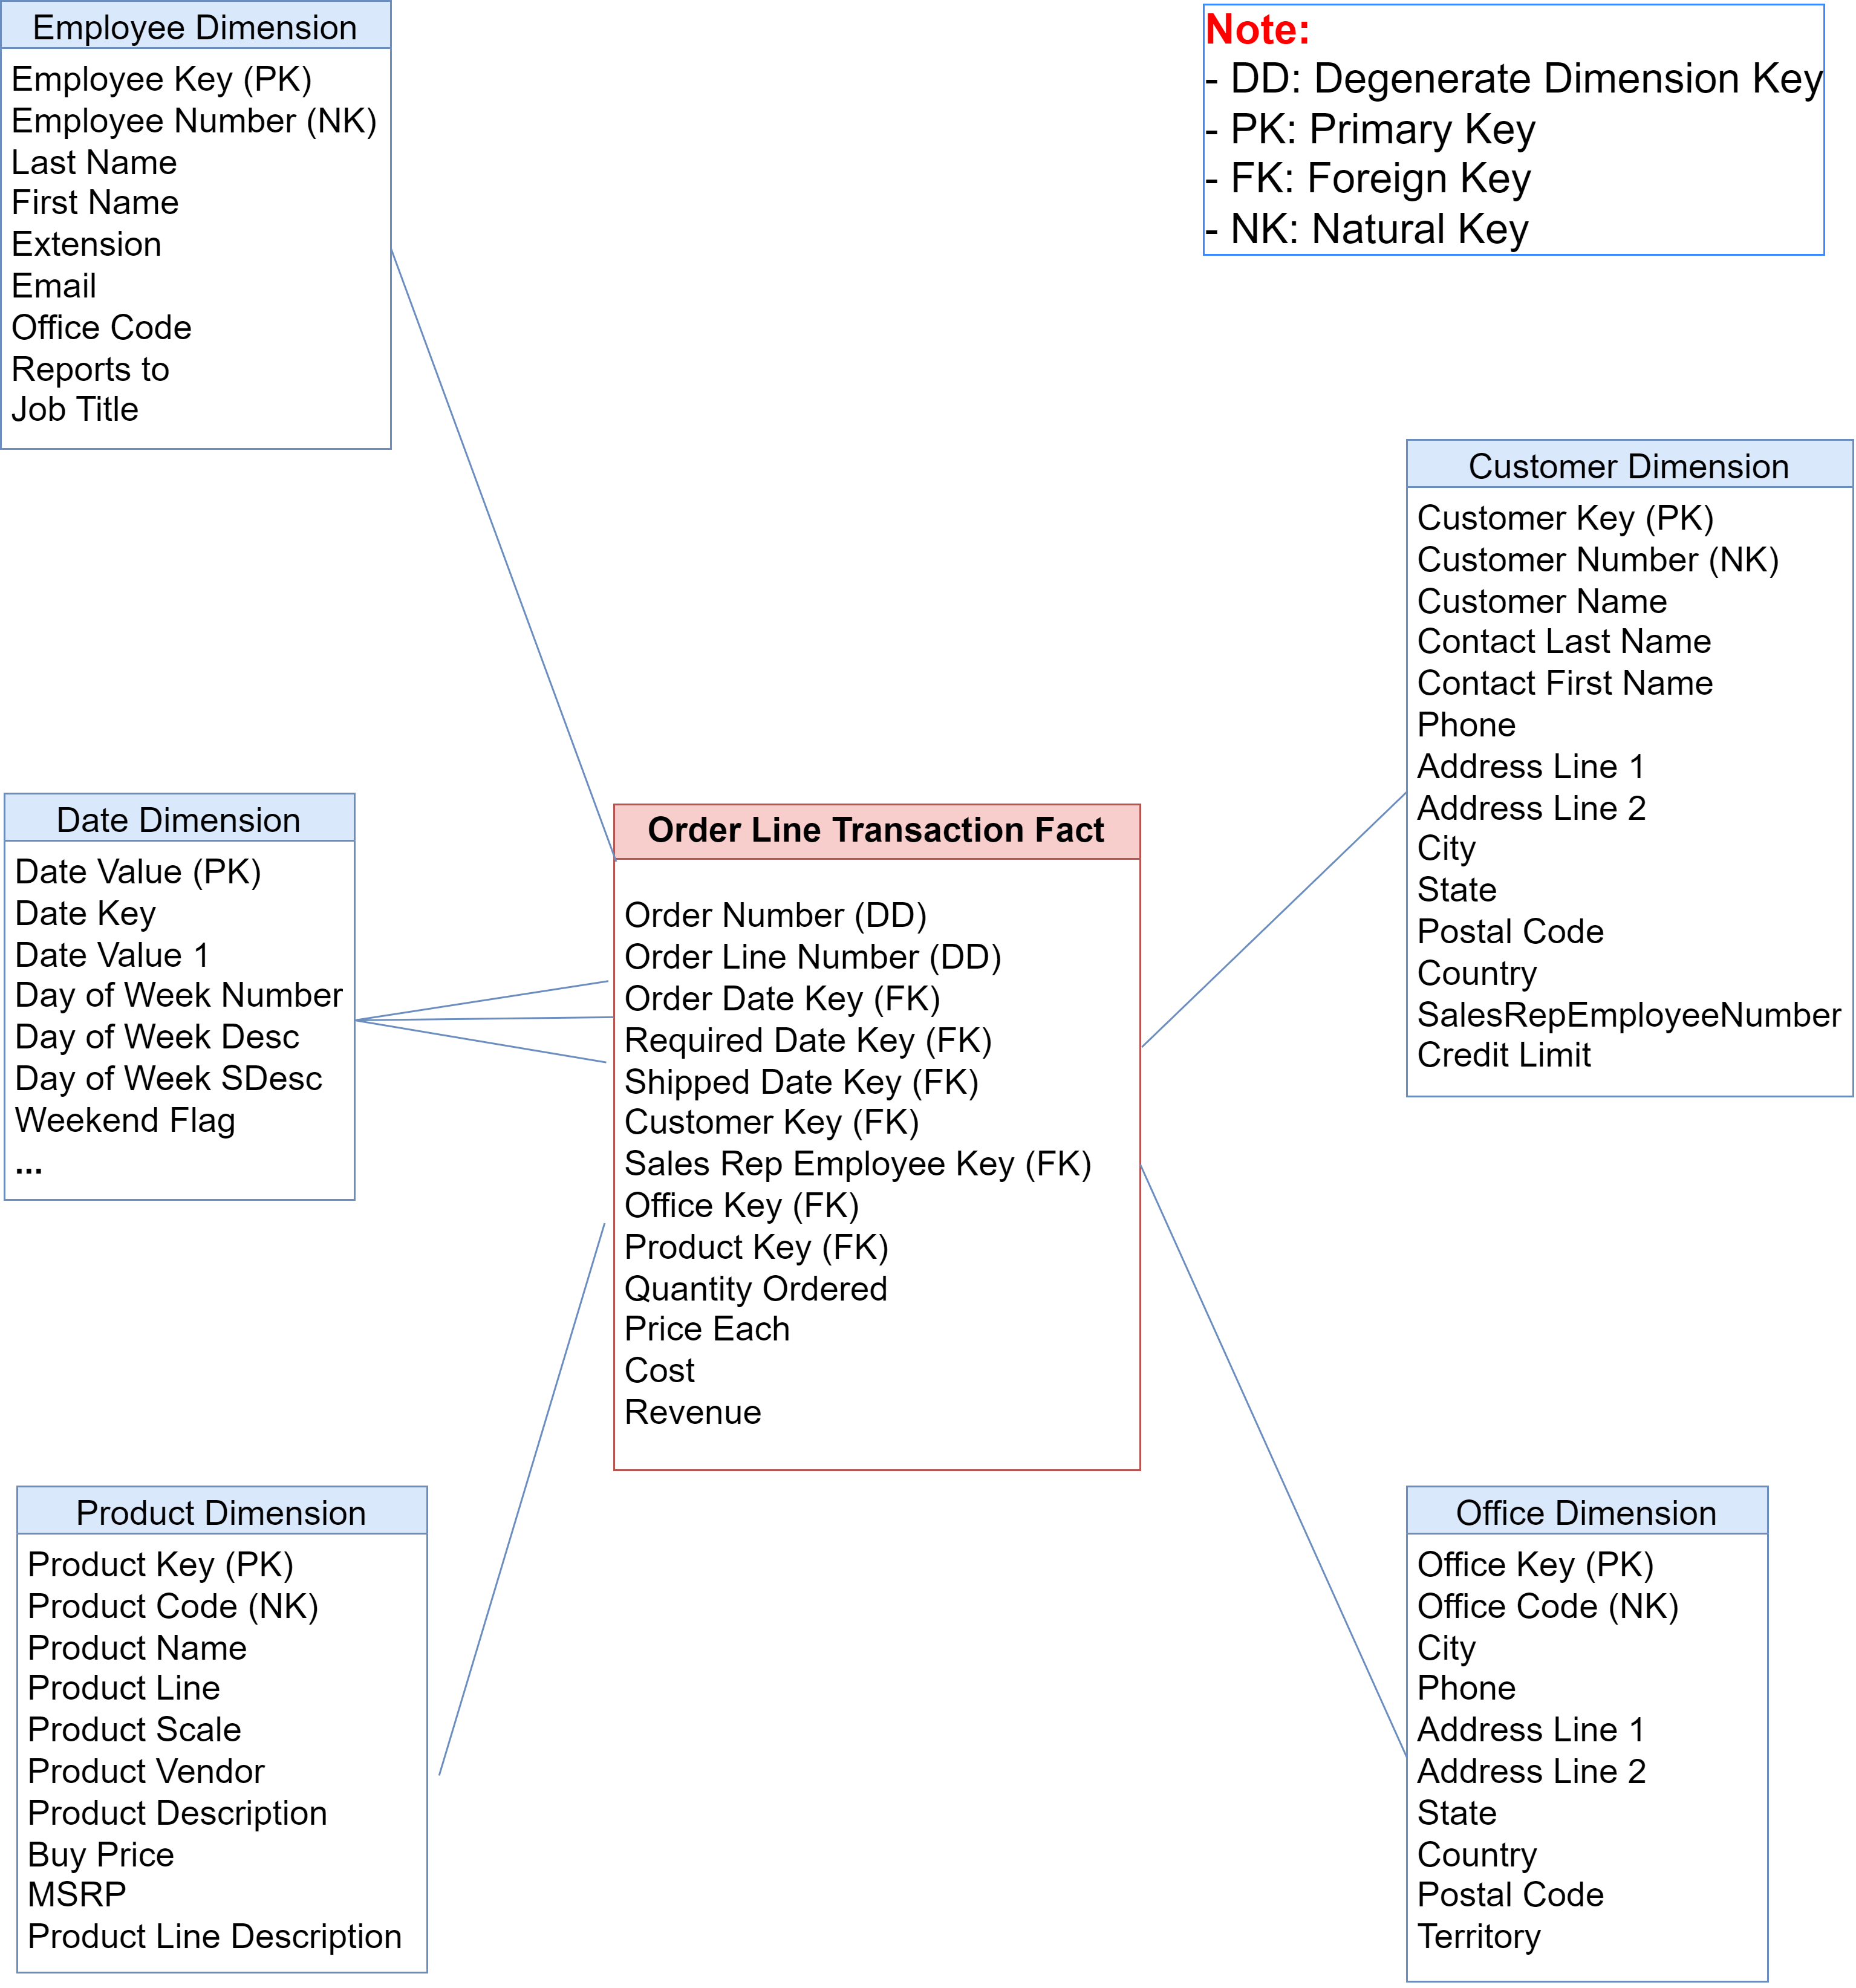 Employee Dimension
Employee Key (PK)
Employee Number (NK)
Last Name
First Name
Extension
Email
Office Code
Reports to
Job Title
Note:
- DD: Degenerate Dimension Key
- PK: Primary Key
- FK: Foreign Key
- NK: Natural Key
Customer Dimension
Customer Key (PK)
Customer Number (NK)
Customer Name
Contact Last Name
Contact First Name
Phone
Address Line 1
Address Line 2
City
State
Postal Code
Country
SalesRepEmployeeNumber
Credit Limit
Date Dimension
Date Value (PK)
Date Key
Date Value 1
Day of Week Number
Day of Week Desc
Day of Week SDesc
Weekend Flag
...
Order Line Transaction Fact
Order Number (DD)
Order Line Number (DD)
Order Date Key (FK)
Required Date Key (FK)
Shipped Date Key (FK)
Customer Key (FK)
Sales Rep Employee Key (FK)
Office Key (FK)
Product Key (FK)
Quantity Ordered
Price Each
Cost
Revenue
Product Dimension
Product Key (PK)
Product Code (NK)
Product Name
Product Line
Product Scale
Product Vendor
Product Description
Buy Price
MSRP
Product Line Description
Office Dimension
Office Key (PK)
Office Code (NK)
City
Phone
Address Line 1
Address Line 2
State
Country
Postal Code
Territory